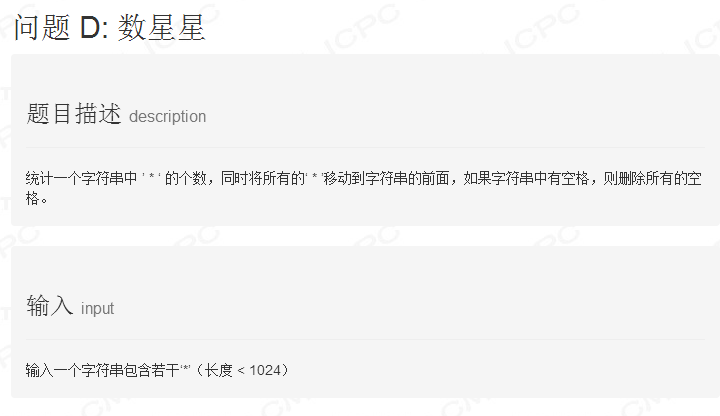 问题 D: 数星星
题目描述 description
统计一个字符串中 ’ * ‘ 的个数，同时将所有的‘ * ’移动到字符串的前面，如果字符串中有空格，则删除所有的空
格。
输入 input
输入一个字符串包含若干‘*’（长度 < 1024）